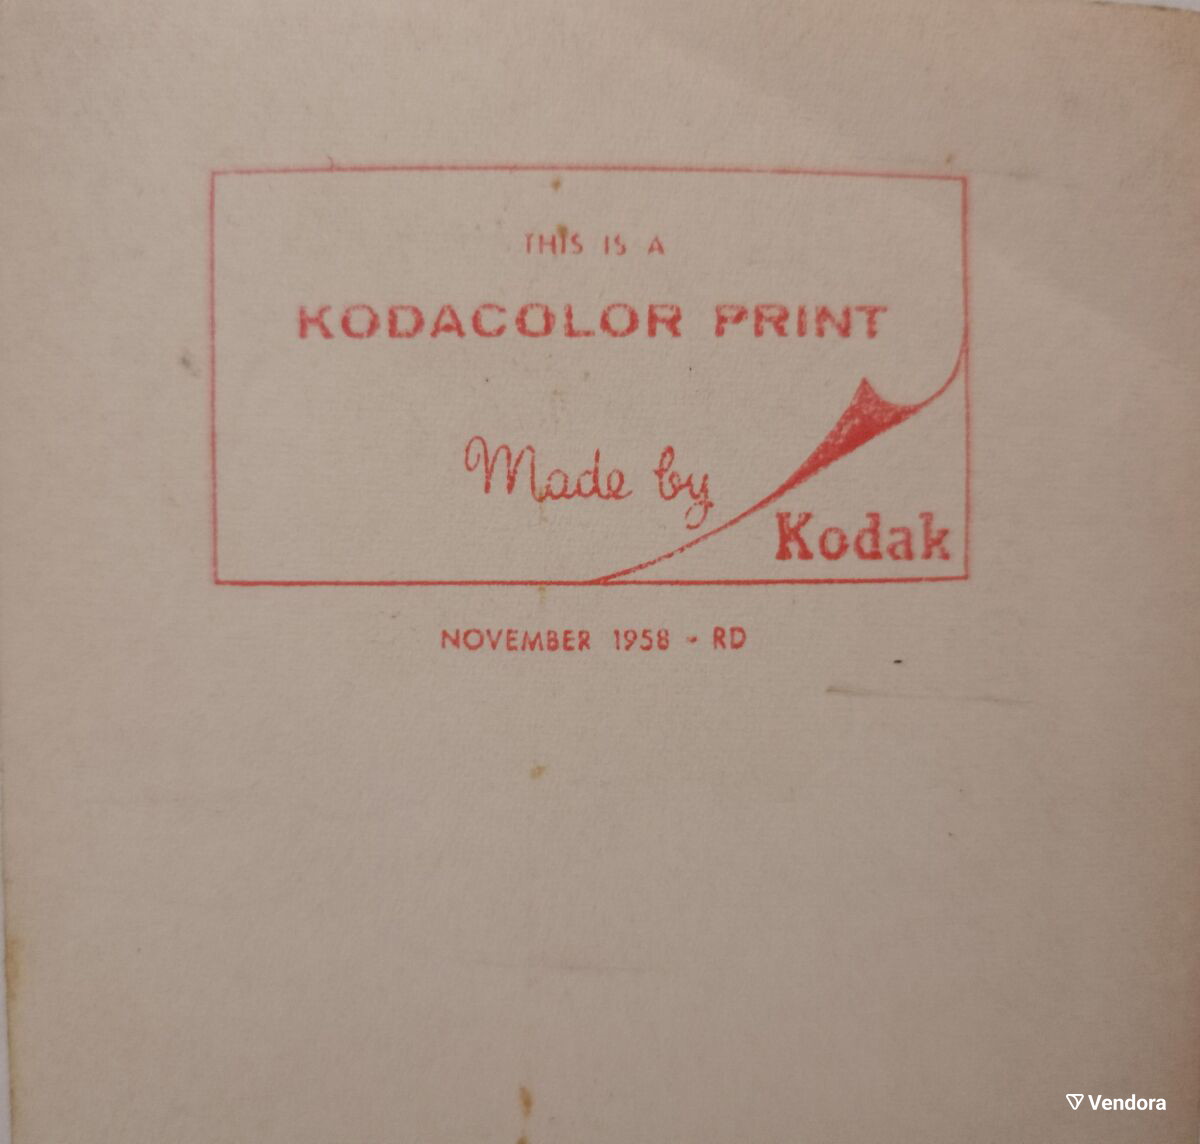 THIS IS A
KODACOLOR PRINT
Made by
Kodak
NOVEMBER 1958 - RD
Vendora